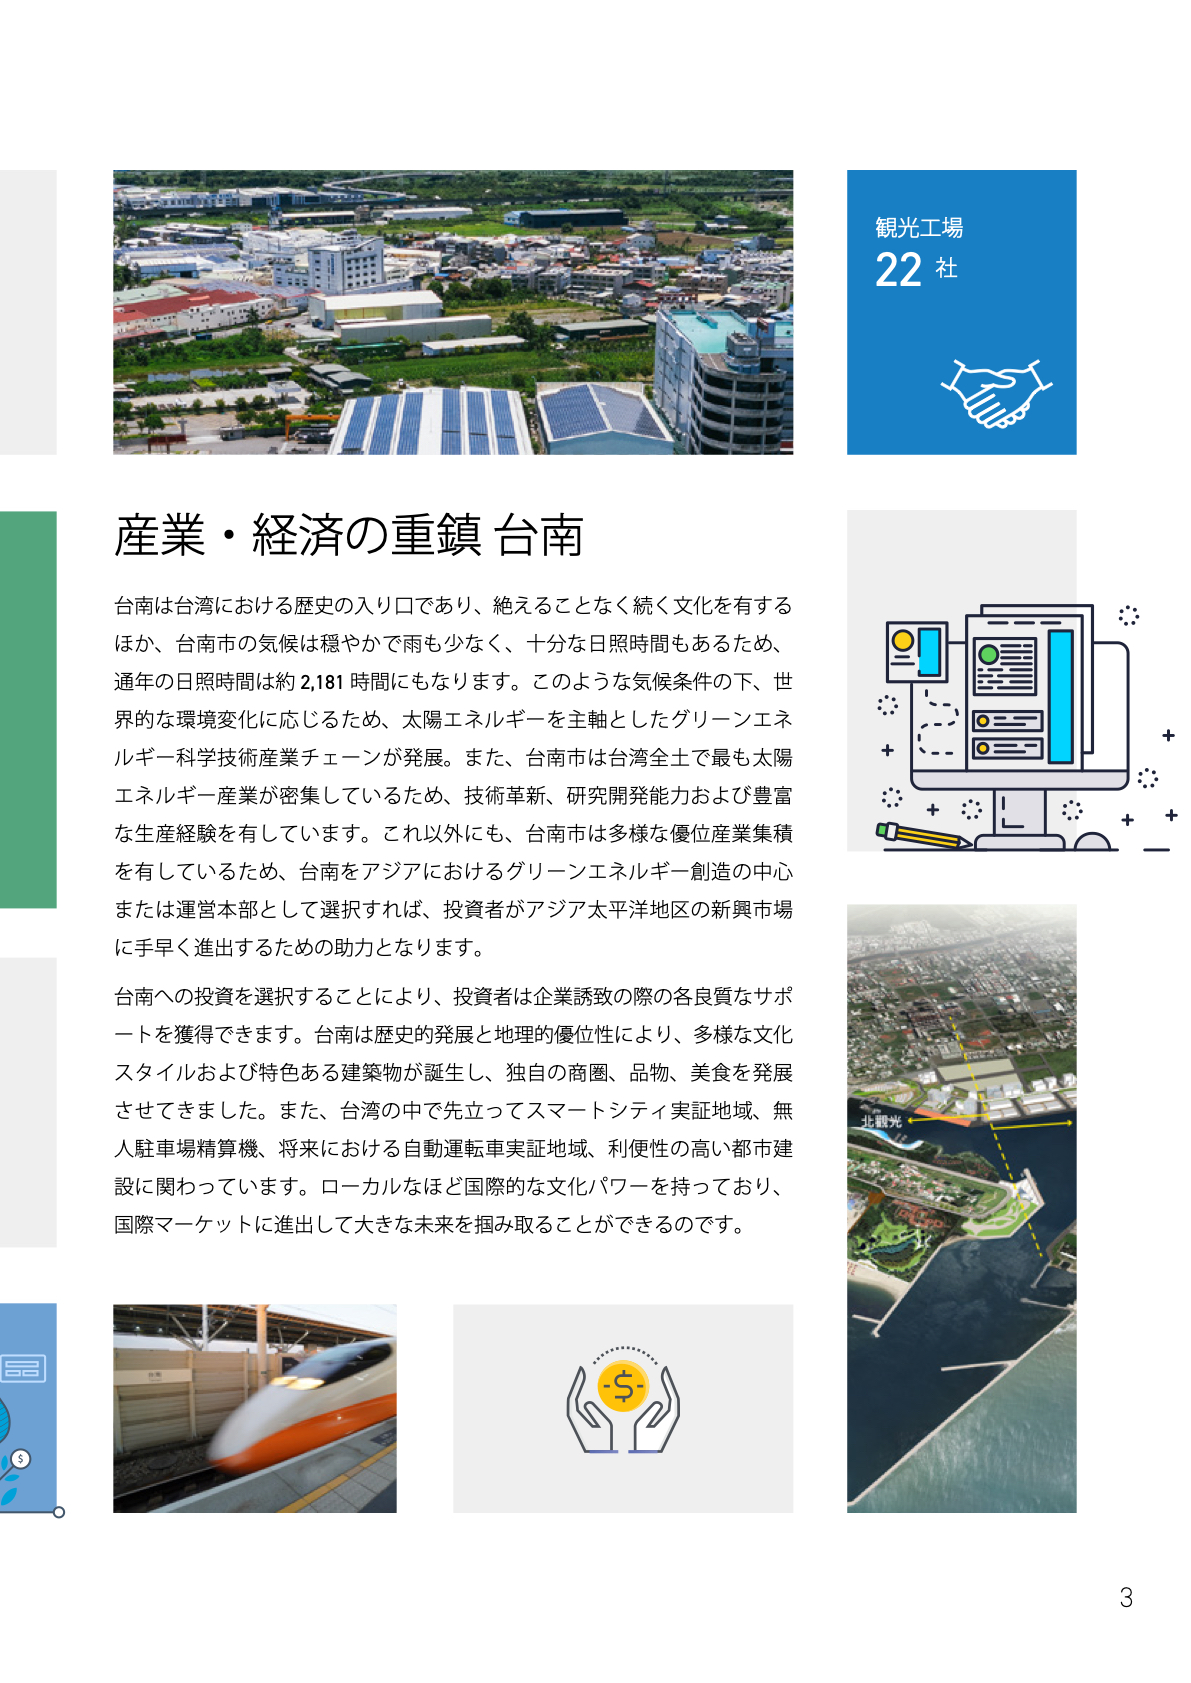 観光工場
22 社
産業・経済の重鎮 台南
台南は台湾における歴史の入り口であり、絶えることなく続く文化を有する
ほか、台南市の気候は穏やかで雨も少なく、十分な日照時間もあるため、
通年の日照時間は約 2,181 時間にもなります。このような気候条件の下、世
界的な環境変化に応じるため、太陽エネルギーを主軸としたグリーンエネ
ルギー科学技術産業チェーンが発展。また、台南市は台湾全土で最も太陽
エネルギー産業が密集しているため、技術革新、研究開発能力および豊富
な生産経験を有しています。これ以外にも、台南市は多様な優位産業集積
を有しているため、台南をアジアにおけるグリーンエネルギー創造の中心
または運営本部として選択すれば、投資者がアジア太平洋地区の新興市場
に手早く進出するための助力となります。
台南への投資を選択することにより、投資者は企業誘致の際の各良質なサポ
ートを獲得できます。台南は歴史的発展と地理的優位性により、多様な文化
スタイルおよび特色ある建築物が誕生し、独自の商圏、品物、美食を発展
させてきました。また、台湾の中で先立ってスマートシティ実証地域、無
人駐車場精算機、将来における自動運転車実証地域、利便性の高い都市建
設に関わっています。ローカルなほど国際的な文化パワーを持っており、
国際マーケットに進出して大きな未来を掴み取ることができるのです。
北観光
$
$
3